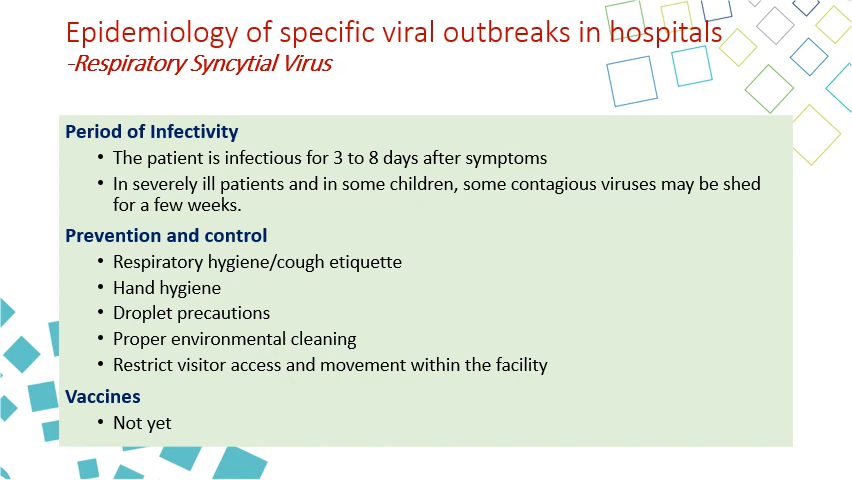 Epidemiology of specific viral outbreaks in hospitals
-Respiratory Syncytial Virus
Period of Infectivity
• The patient is infectious for 3 to 8 days after symptoms
• In severely ill patients and in some children, some contagious viruses may be shed
for a few weeks.
Prevention and control
• Respiratory hygiene/cough etiquette
• Hand hygiene
• Droplet precautions
• Proper environmental cleaning
• Restrict visitor access and movement within the facility
Vaccines
• Not yet